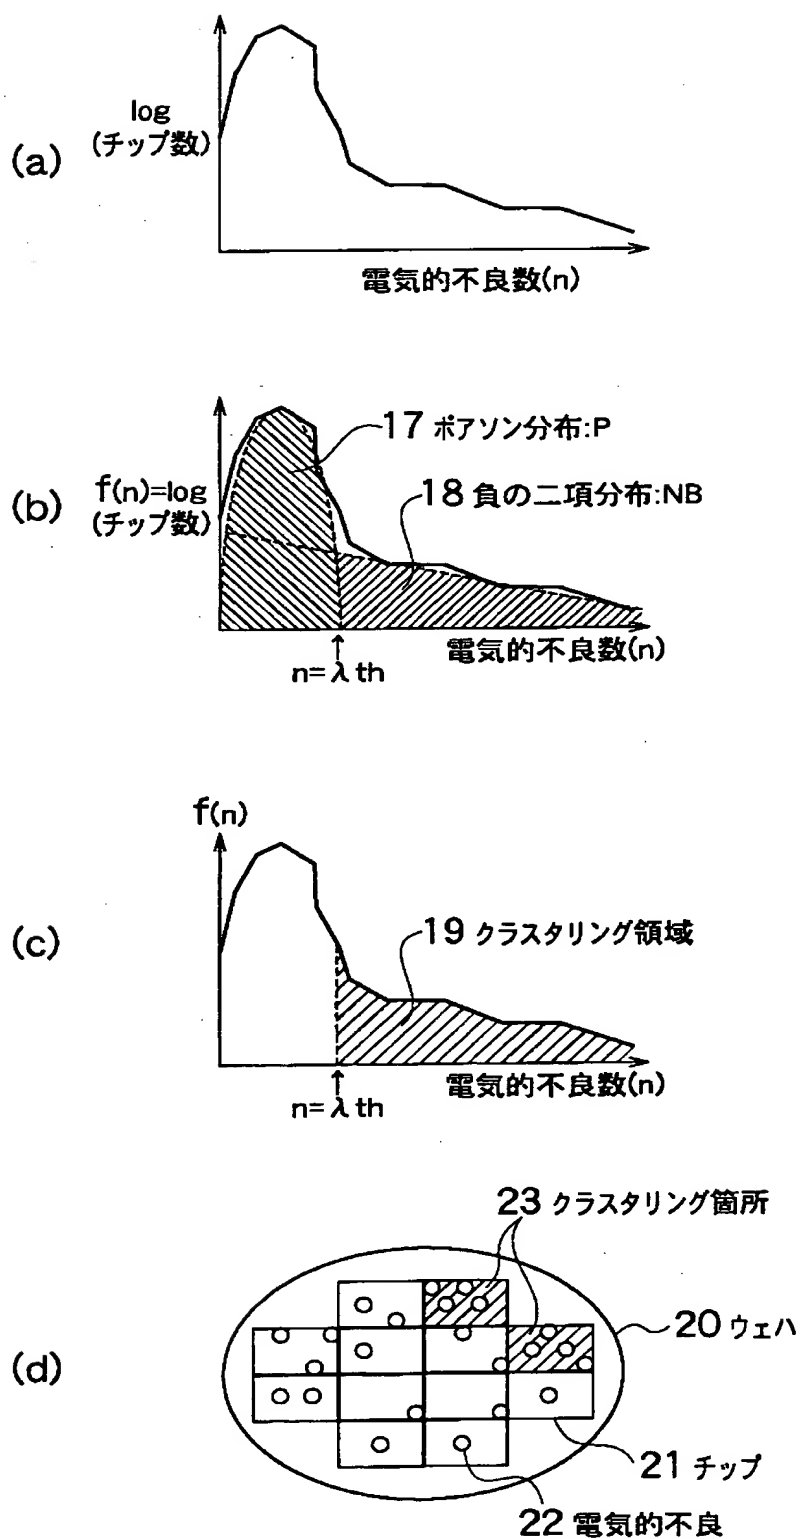 (a)
log
(チップ数)
電気的不良数(n)
(b)
f(n)=log
(チップ数)
17 ポアソン分布:P
18 負の二項分布:NB
電気的不良数(n)
↑
n=λth
(c)
f(n)
19 クラスタリング領域
電気的不良数(n)
↑
n=λth
(d)
23 クラスタリング箇所
20 ウェハ
21 チップ
22 電気的不良